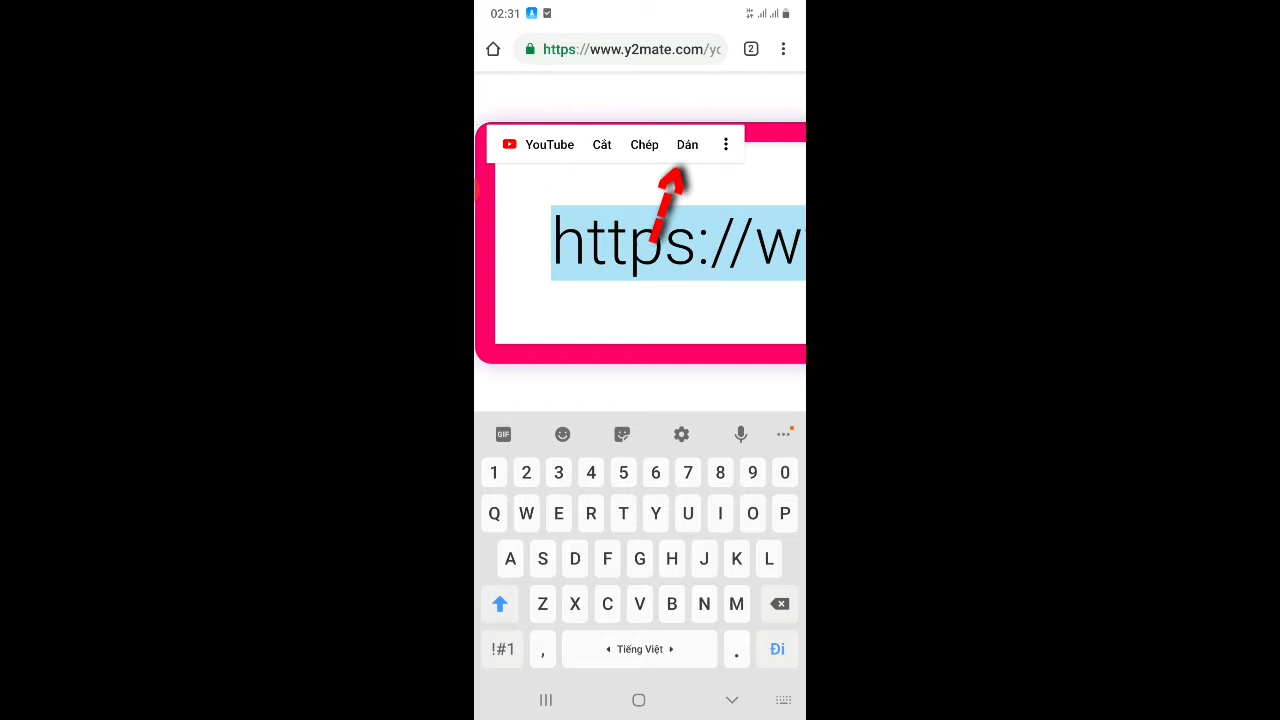 02:31
https://www.y2mate.com/yo
2
YouTube Cắt Chép Dán
https://w
GIF
1 2 3 4 5 6 7 8 9 0
Q W E R T Y U I O P
A S D F G H J K L
Z X C V B N M
!#1 , Tiếng Việt . Đi